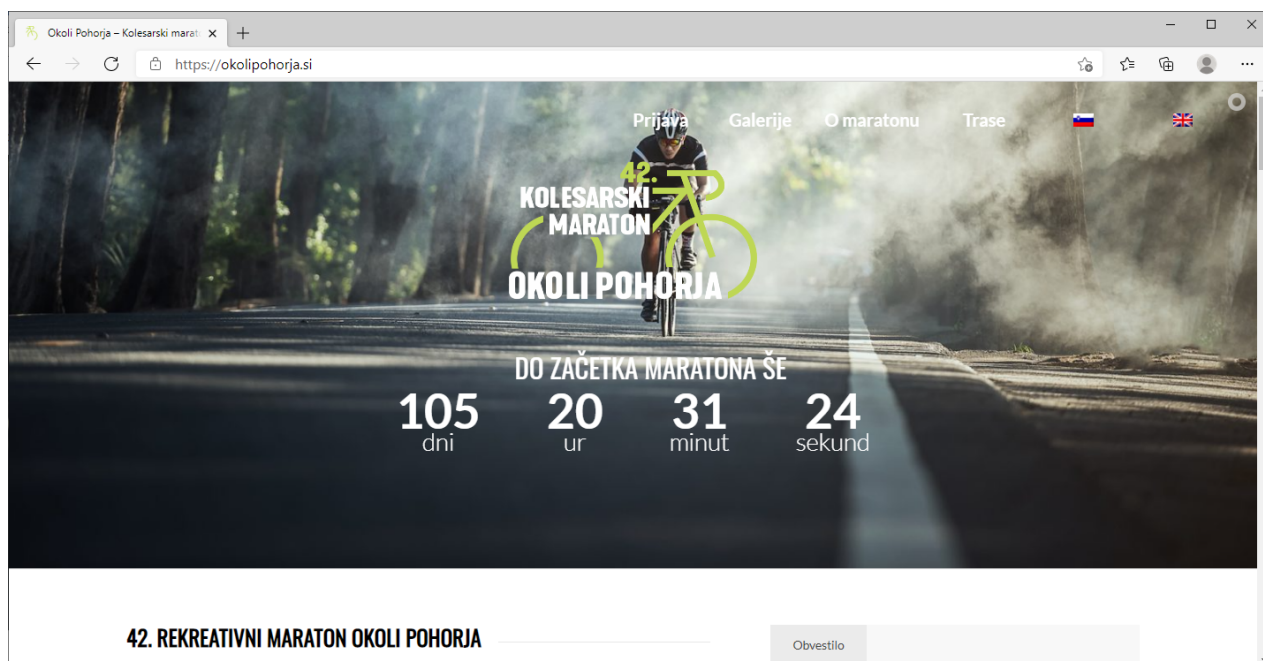 Okoli Pohorja – Kolesarski marat
https://okolipohorja.si
Prijava Galerije O maratonu Trase
42.
KOLESARSKI
MARATON
OKOLI POHORJA
DO ZAČETKA MARATONA ŠE
105 20 31 24
dni ur minut sekund
42. REKREATIVNI MARATON OKOLI POHORJA
Obvestilo